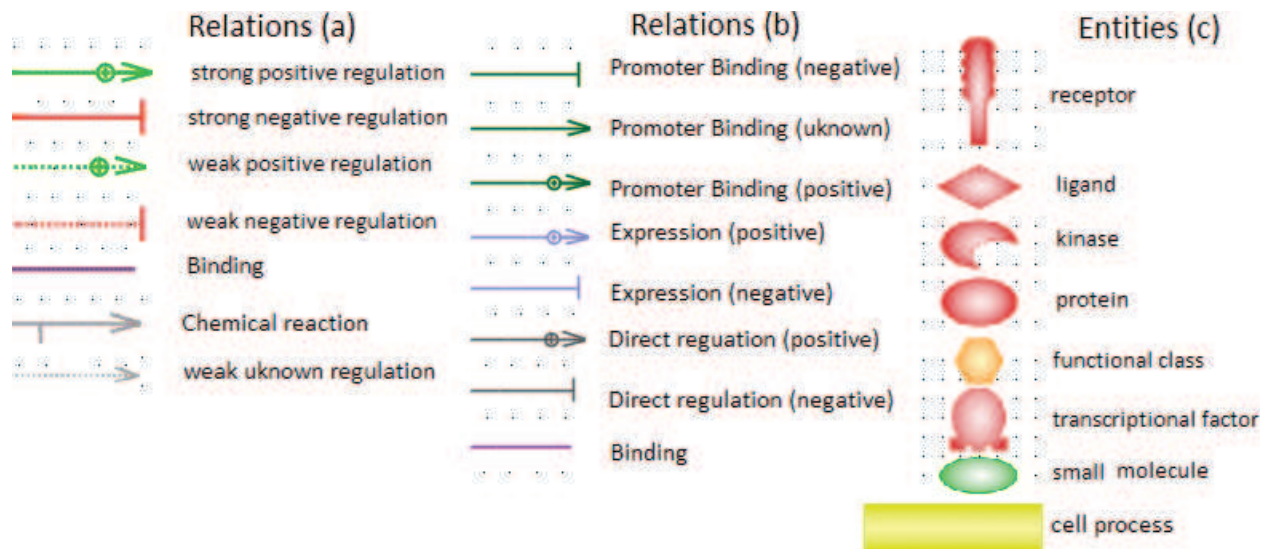 Relations (a)
strong positive regulation
strong negative regulation
weak positive regulation
weak negative regulation
Binding
Chemical reaction
weak uknown regulation
Relations (b)
Promoter Binding (negative)
Promoter Binding (uknown)
Promoter Binding (positive)
Expression (positive)
Expression (negative)
Direct reguation (positive)
Direct regulation (negative)
Binding
Entities (c)
receptor
ligand
kinase
protein
functional class
transcriptional factor
small molecule
cell process